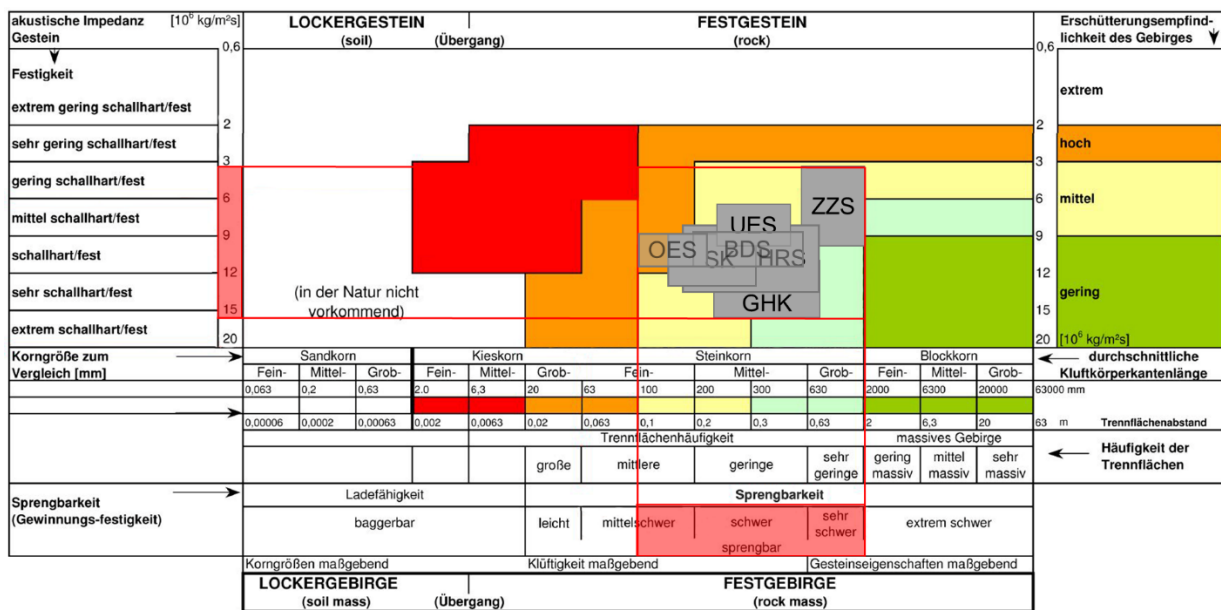 akustische Impedanz [10⁶ kg/m²s]
Gestein
LOCKERGESTEIN
(soil) (Übergang)
FESTGESTEIN
(rock)
Erschütterungsempfind-
lichkeit des Gebirges
0,6 0,6
Festigkeit
extrem gering schallhart/fest
extrem
2 2
sehr gering schallhart/fest
hoch
3 3
gering schallhart/fest
mittel
6 6
mittel schallhart/fest
9 9
schallhart/fest
12 12
sehr schallhart/fest
gering
15 15
extrem schallhart/fest
20 20 [10⁶ kg/m²s]
ZZS
UES
OES BDS
SK HRS
GHK
(in der Natur nicht
vorkommend)
Korngröße zum
Vergleich [mm]
Sandkorn Kieskorn Steinkorn Blockkorn
durchschnittliche
Kluftkörperkantenlänge
Fein- Mittel- Grob- Fein- Mittel- Grob- Fein- Mittel- Grob- Fein- Mittel- Grob-
0,063 0,2 0,63 2.0 6,3 20 63 100 200 300 630 2000 6300 20000 63000 mm
0,00006 0,0002 0,00063 0,002 0,0063 0,02 0,063 0,1 0,2 0,3 0,63 2 6,3 20 63 m Trennflächenabstand
Trennflächenhäufigkeit massives Gebirge
Häufigkeit der
Trennflächen
große mittlere geringe sehr
geringe
gering
massiv
mittel
massiv
sehr
massiv
Sprengbarkeit
(Gewinnungs-festigkeit)
Ladefähigkeit Sprengbarkeit
baggerbar leicht mittelschwer schwer sehr
schwer
extrem schwer
sprengbar
Korngrößen maßgebend Klüftigkeit maßgebend Gesteinseigenschaften maßgebend
LOCKERGEBIRGE
(soil mass) (Übergang)
FESTGEBIRGE
(rock mass)